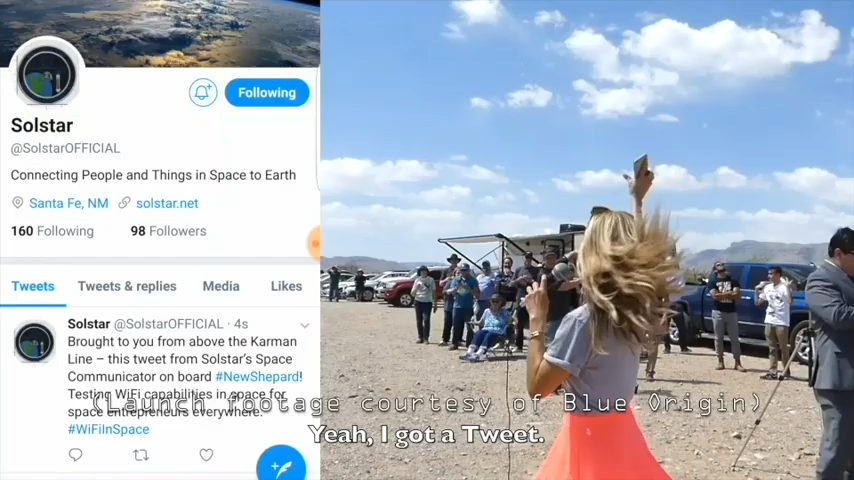 Following
Solstar
@SolstarOFFICIAL
Connecting People and Things in Space to Earth
Santa Fe, NM solstar.net
160 Following 98 Followers
Tweets Tweets & replies Media Likes
Solstar @SolstarOFFICIAL · 4s
Brought to you from above the Karman
Line – this tweet from Solstar's Space
Communicator on board #NewShepard!
Testing WiFi capabilities in space for
space entrepreneurs everywhere.
#WiFiInSpace
(Launch footage courtesy of Blue Origin)
Yeah, I got a Tweet.